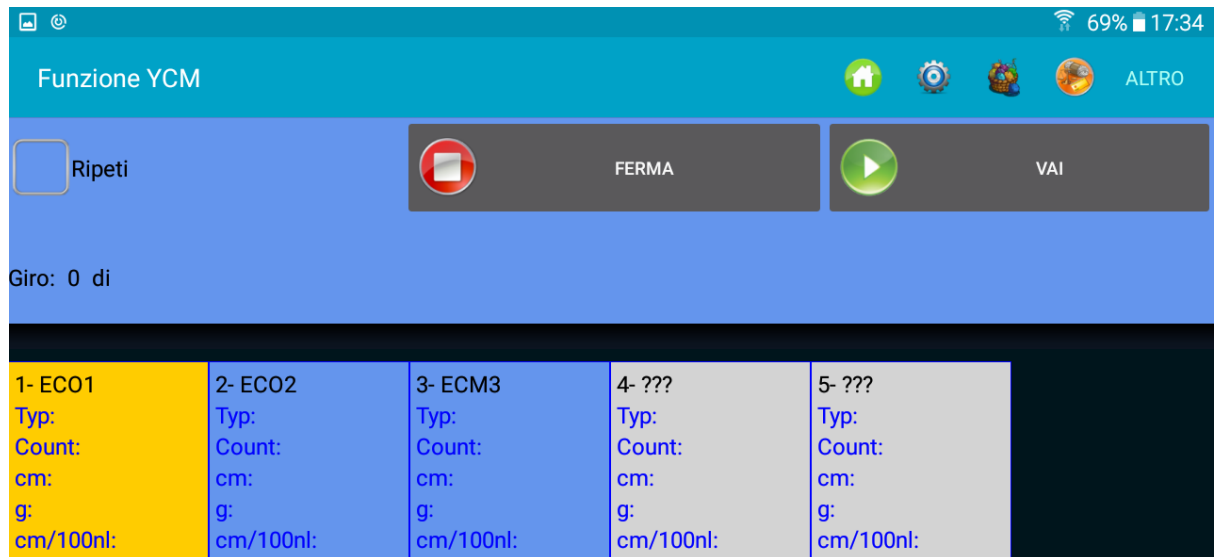 69% 17:34
Funzione YCM ALTRO
Ripeti FERMA VAI
Giro: 0 di
1- ECO1 2- ECO2 3- ECM3 4- ??? 5- ???
Typ: Typ: Typ: Typ: Typ:
Count: Count: Count: Count: Count:
cm: cm: cm: cm: cm:
g: g: g: g: g:
cm/100nl: cm/100nl: cm/100nl: cm/100nl: cm/100nl: